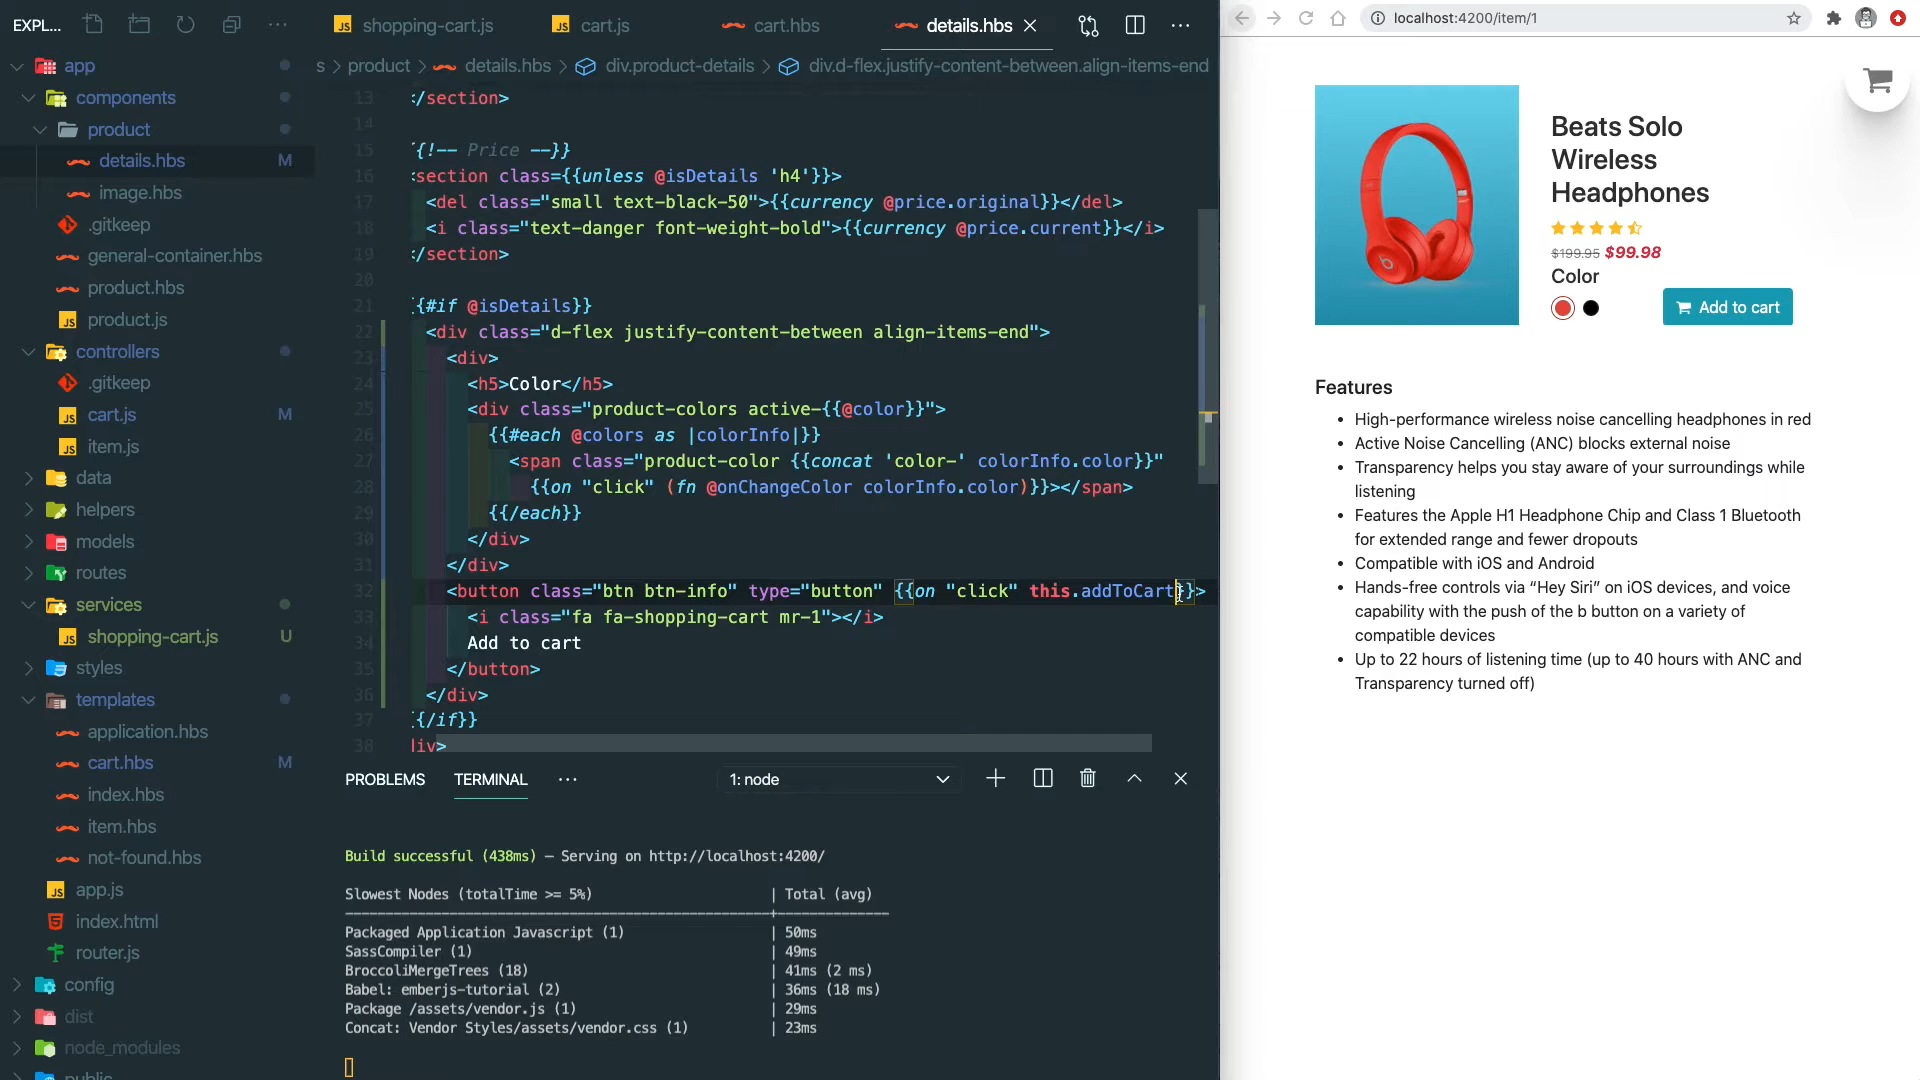 EXPL...
app
components
product
details.hbs M
image.hbs
.gitkeep
general-container.hbs
product.hbs
product.js
controllers
.gitkeep
cart.js M
item.js
data
helpers
models
routes
services
shopping-cart.js U
styles
templates
application.hbs
cart.hbs M
index.hbs
item.hbs
not-found.hbs
app.js
index.html
router.js
config
dist
node_modules
public
shopping-cart.js cart.js cart.hbs details.hbs
s > product > details.hbs > div.product-details > div.d-flex.justify-content-between.align-items-end
13 </section>
14
15 {{!-- Price --}}
16 <section class={{unless @isDetails 'h4'}}>
17 <del class="small text-black-50">{{currency @price.original}}</del>
18 <i class="text-danger font-weight-bold">{{currency @price.current}}</i>
19 </section>
20
21 {{#if @isDetails}}
22 <div class="d-flex justify-content-between align-items-end">
23 <div>
24 <h5>Color</h5>
25 <div class="product-colors active-{{@color}}">
26 {{#each @colors as |colorInfo|}}
27 <span class="product-color {{concat 'color-' colorInfo.color}}"
28 {{on "click" (fn @onChangeColor colorInfo.color)}}></span>
29 {{/each}}
30 </div>
31 </div>
32 <button class="btn btn-info" type="button" {{on "click" this.addToCart}}>
33 <i class="fa fa-shopping-cart mr-1"></i>
34 Add to cart
35 </button>
36 </div>
37 {{/if}}
38 div>
PROBLEMS TERMINAL ... 1: node
Build successful (438ms) – Serving on http://localhost:4200/
Slowest Nodes (totalTime >= 5%) | Total (avg)
Packaged Application Javascript (1) | 50ms
SassCompiler (1) | 49ms
BroccoliMergeTrees (18) | 41ms (2 ms)
Babel: emberjs-tutorial (2) | 36ms (18 ms)
Package /assets/vendor.js (1) | 29ms
Concat: Vendor Styles/assets/vendor.css (1) | 23ms
localhost:4200/item/1
Beats Solo
Wireless
Headphones
$199.95 $99.98
Color
Add to cart
Features
• High-performance wireless noise cancelling headphones in red
• Active Noise Cancelling (ANC) blocks external noise
• Transparency helps you stay aware of your surroundings while
listening
• Features the Apple H1 Headphone Chip and Class 1 Bluetooth
for extended range and fewer dropouts
• Compatible with iOS and Android
• Hands-free controls via “Hey Siri” on iOS devices, and voice
capability with the push of the b button on a variety of
compatible devices
• Up to 22 hours of listening time (up to 40 hours with ANC and
Transparency turned off)